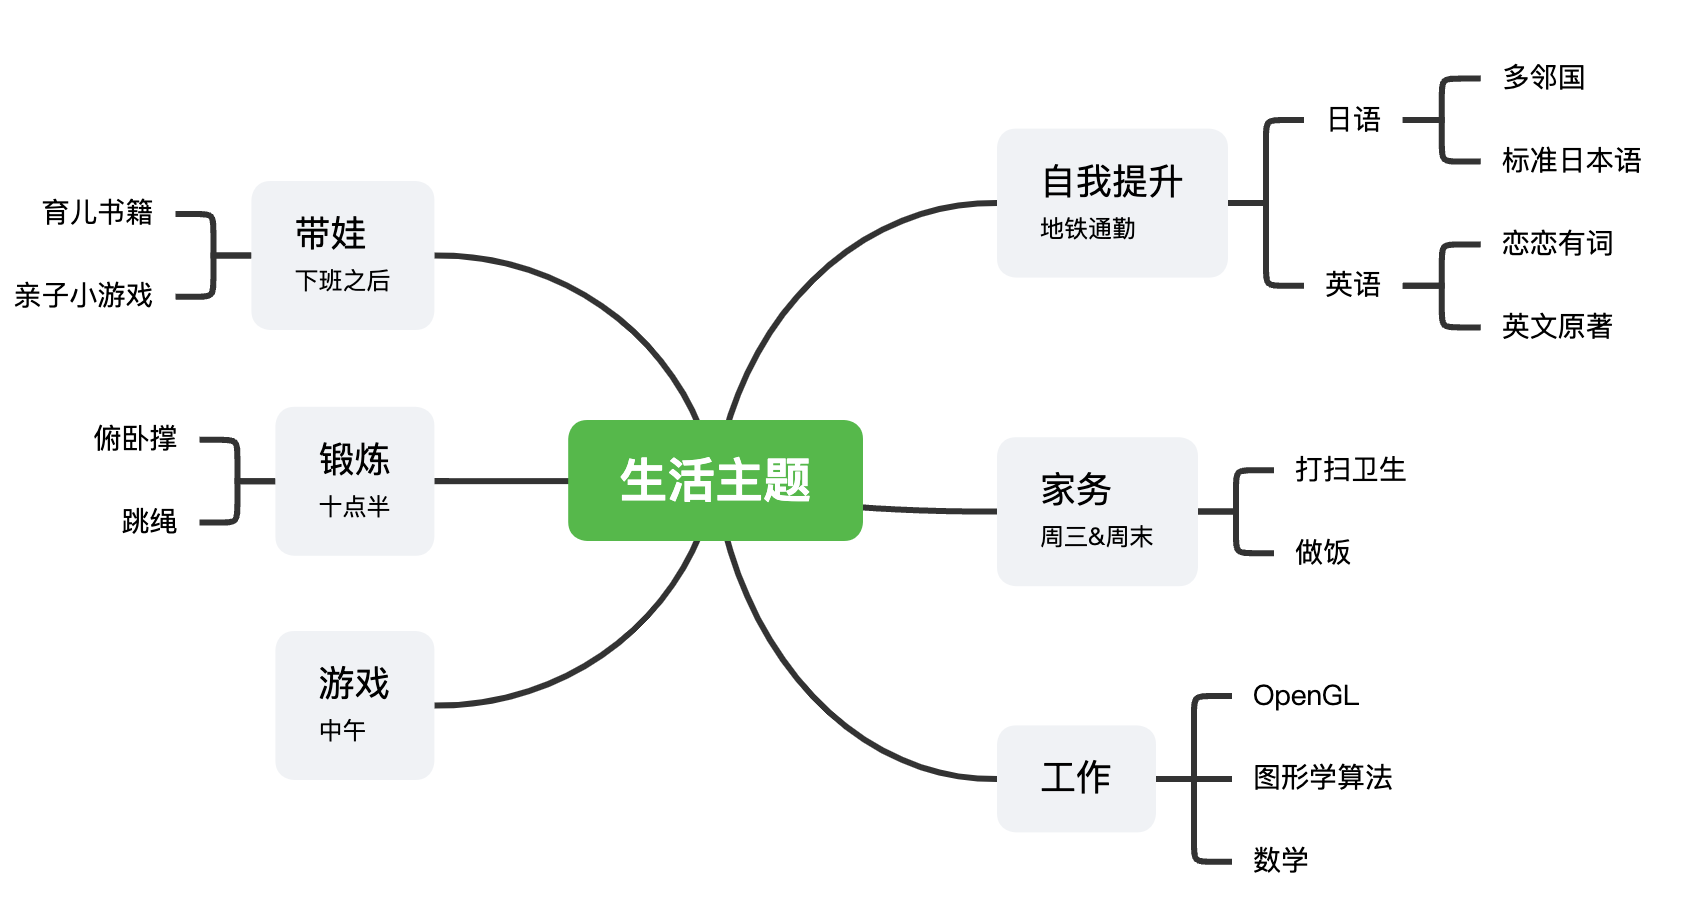 生活主题
自我提升
地铁通勤
日语
多邻国
标准日本语
英语
恋恋有词
英文原著
家务
周三&周末
打扫卫生
做饭
工作
OpenGL
图形学算法
数学
带娃
下班之后
育儿书籍
亲子小游戏
锻炼
十点半
俯卧撑
跳绳
游戏
中午